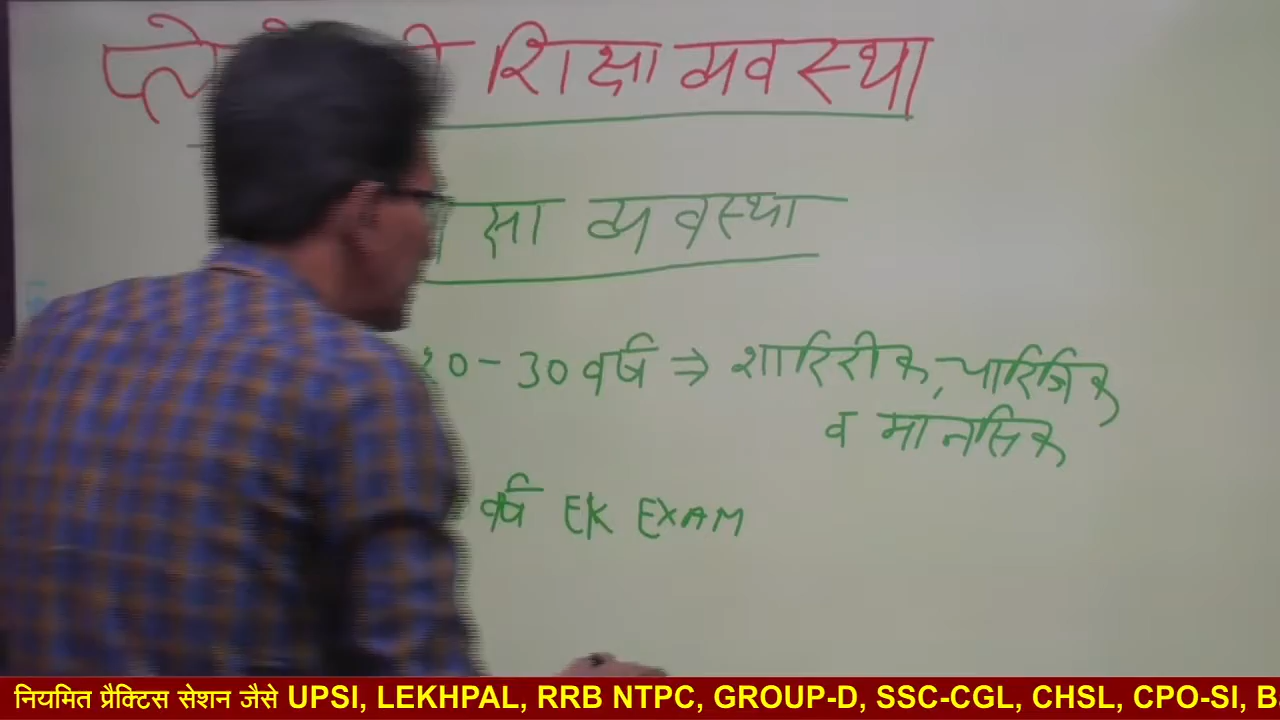 शिक्षा व्यवस्था
व्यवस्था
20 - 30 वर्ष ⇒ शारिरीक, चारित्रिक
व मानसिक
वर्ष EK EXAM
नियमित प्रैक्टिस सेशन जैसे UPSI, LEKHPAL, RRB NTPC, GROUP-D, SSC-CGL, CHSL, CPO-SI, B